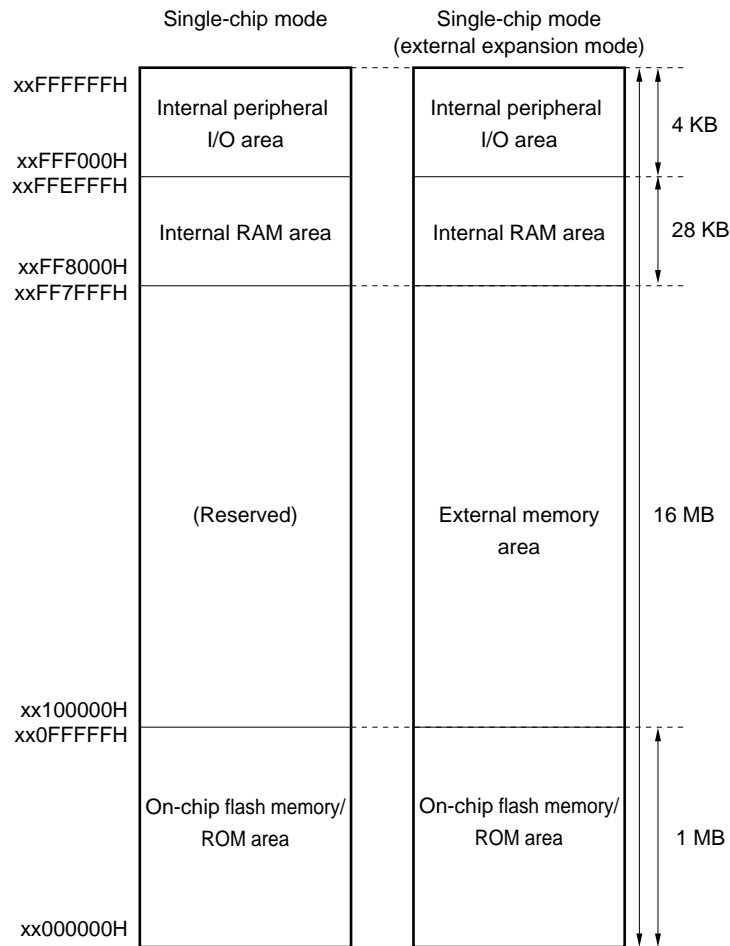 Single-chip mode
Single-chip mode
(external expansion mode)
xxFFFFFFH
Internal peripheral
I/O area
Internal peripheral
I/O area
4 KB
xxFFF000H
xxFFEFFFH
Internal RAM area
Internal RAM area
28 KB
xxFF8000H
xxFF7FFFH
(Reserved)
External memory
area
16 MB
xx100000H
xx0FFFFFH
On-chip flash memory/
ROM area
On-chip flash memory/
ROM area
1 MB
xx000000H